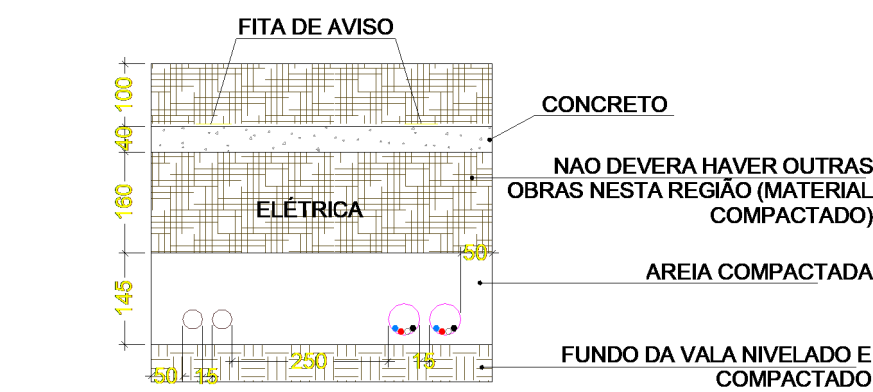 FITA DE AVISO
100
CONCRETO
40
NAO DEVERA HAVER OUTRAS
OBRAS NESTA REGIÃO (MATERIAL
COMPACTADO)
160
ELÉTRICA
50
AREIA COMPACTADA
145
FUNDO DA VALA NIVELADO E
COMPACTADO
50
15
250
15